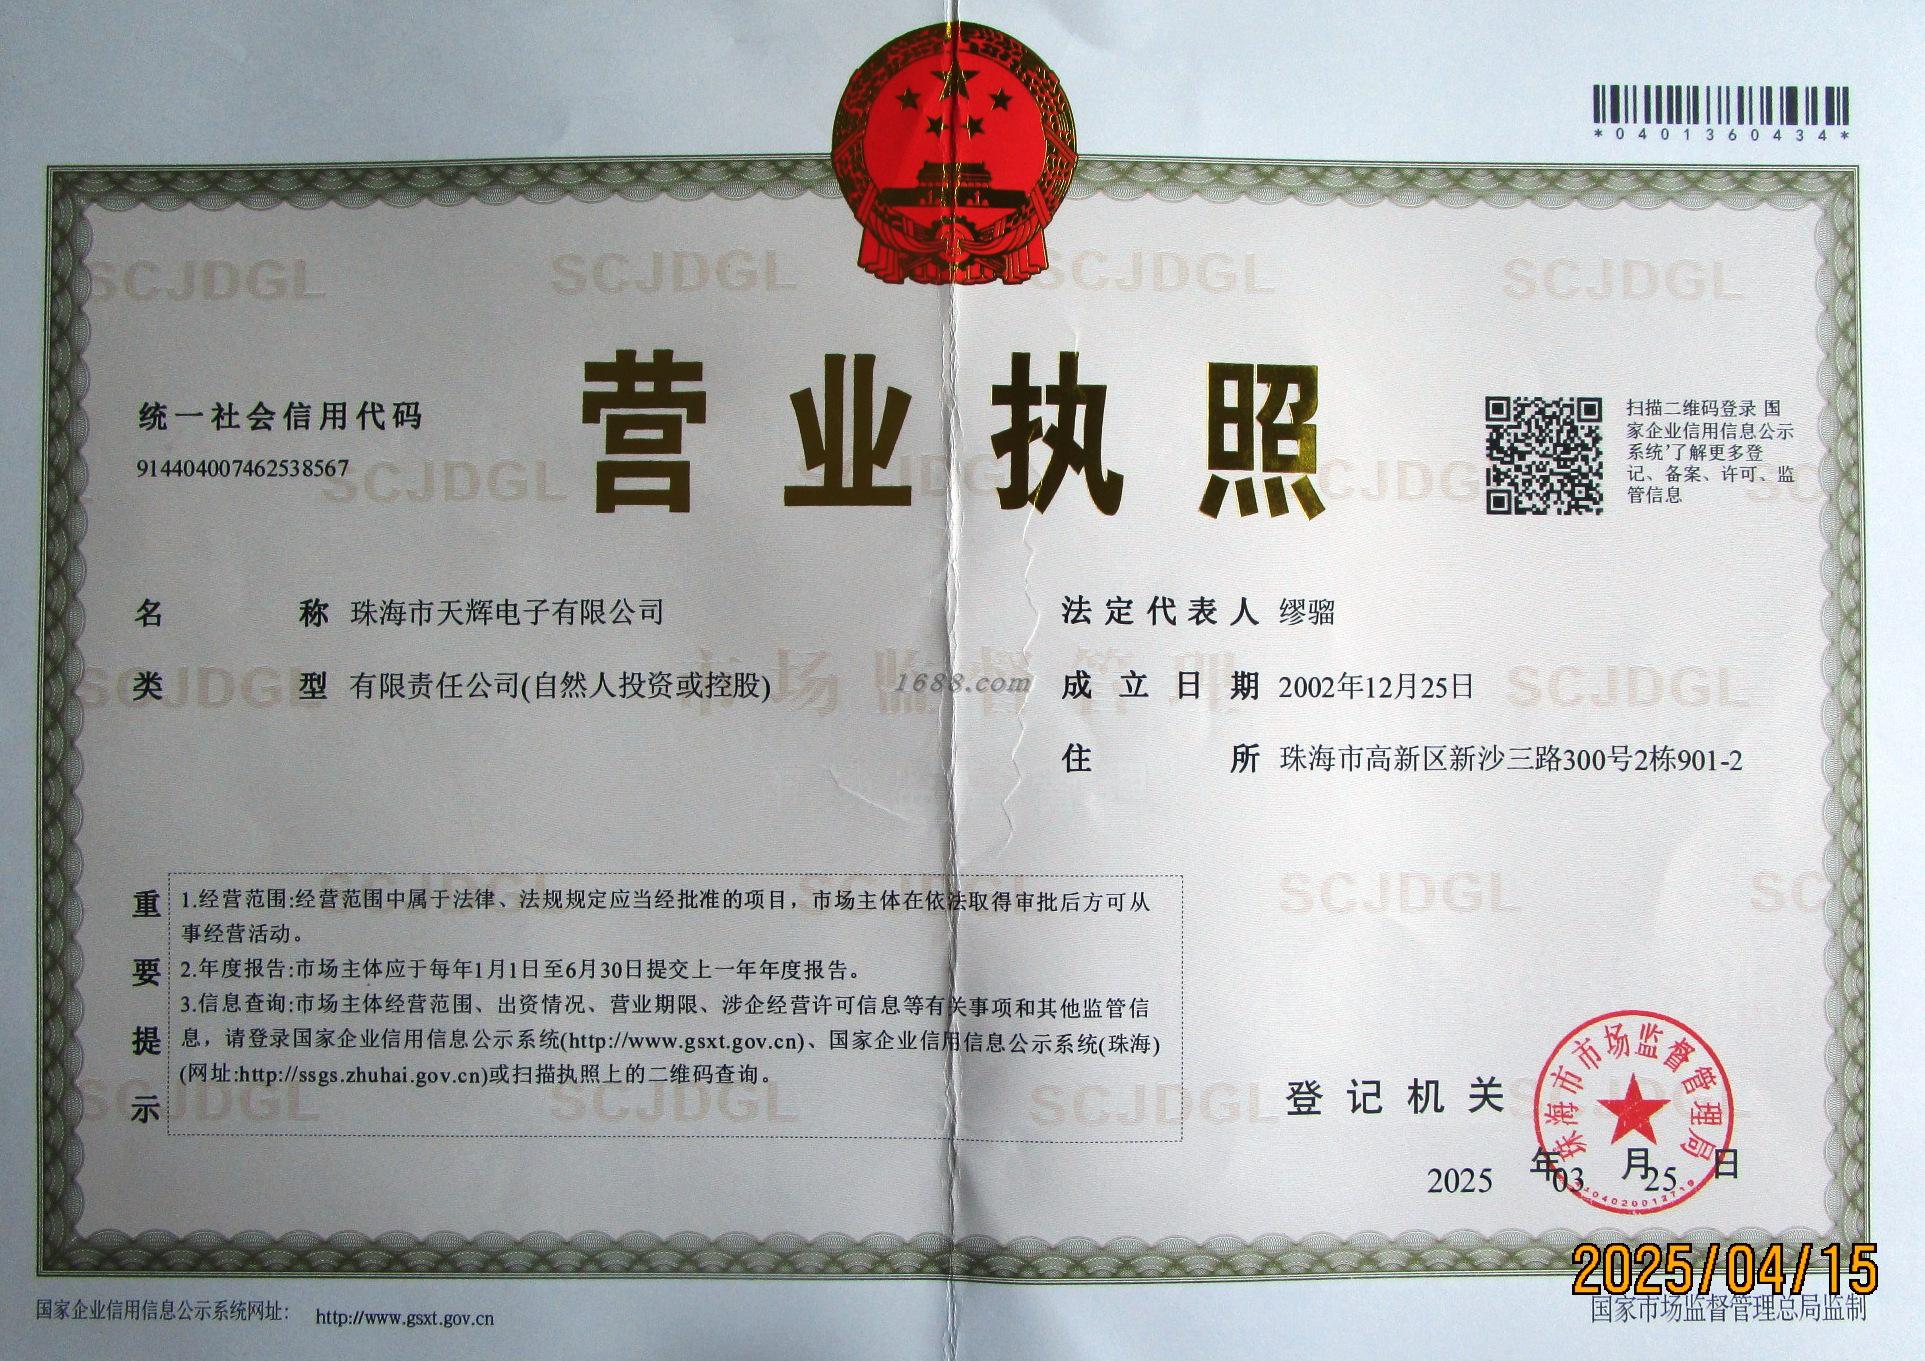 *0401360434*
营业执照
统一社会信用代码
914404007462538567
扫描二维码登录 国
家企业信用信息公示
系统'了解更多登
记、备案、许可、监
管信息
名 称 珠海市天辉电子有限公司
类 型 有限责任公司(自然人投资或控股)
法定代表人 缪骝
成立日期 2002年12月25日
住 所 珠海市高新区新沙三路300号2栋901-2
1688.com
市场监督管理
SCJDGL
重要提示
1.经营范围:经营范围中属于法律、法规规定应当经批准的项目，市场主体在依法取得审批后方可从
事经营活动。
2.年度报告:市场主体应于每年1月1日至6月30日提交上一年年度报告。
3.信息查询:市场主体经营范围、出资情况、营业期限、涉企经营许可信息等有关事项和其他监管信
息，请登录国家企业信用信息公示系统(http://www.gsxt.gov.cn)、国家企业信用信息公示系统(珠海)
(网址:http://ssgs.zhuhai.gov.cn)或扫描执照上的二维码查询。
登记机关
珠海市市场监督管理局
2025年03月25日
2025/04/15
国家企业信用信息公示系统网址： http://www.gsxt.gov.cn
国家市场监督管理总局监制